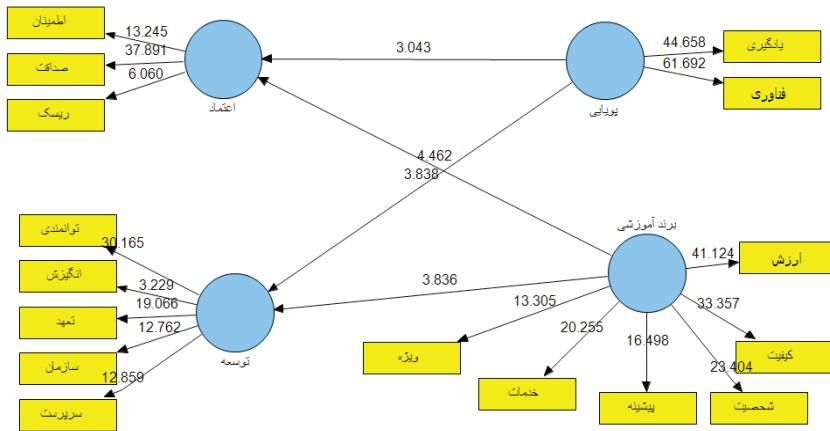 اطمینان
13.245
صداقت
37.891
ریسک
6.060
اعتماد
3.043
پویایی
44.658
یادگیری
61.692
فناوری
4.462
3.838
توانمندی
30.165
انگیزش
3.229
تعهد
19.066
سازمان
12.762
سرپرست
12.859
توسعه
3.836
برند آموزشی
41.124
ارزش
33.357
کیفیت
23.404
شخصیت
16.498
پیشینه
20.255
خدمات
13.305
ویژه